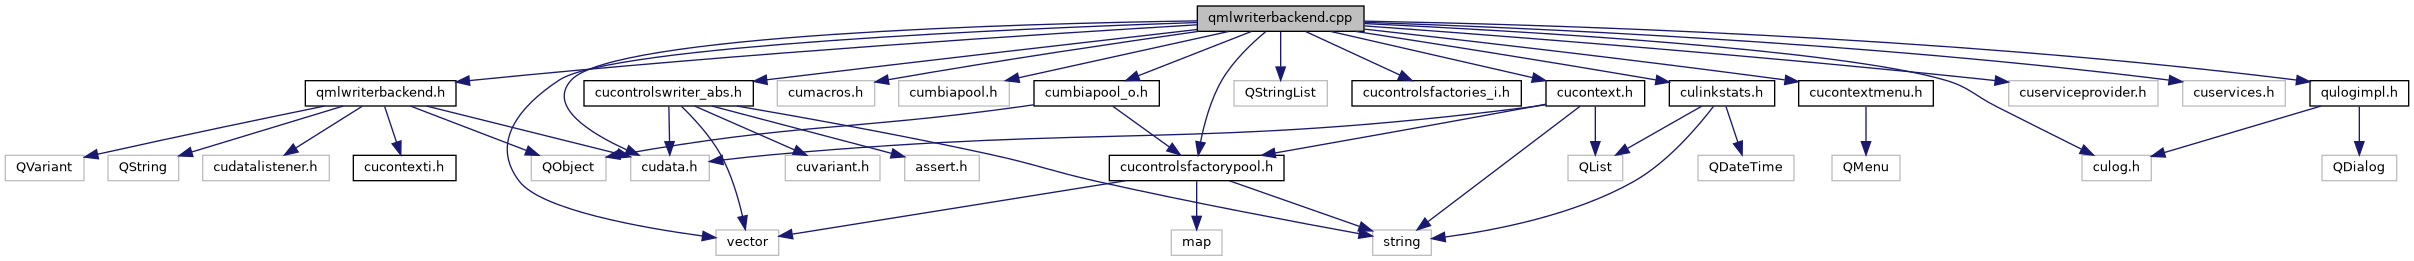 qmlwriterbackend.cpp
qmlwriterbackend.h
cucontrolswriter_abs.h
cumacros.h
cumbiapool.h
cumbiapool_o.h
QStringList
cucontrolsfactories_i.h
cucontext.h
culinkstats.h
cucontextmenu.h
cuserviceprovider.h
cuservices.h
qulogimpl.h
QVariant
QString
cudatalistener.h
cucontexti.h
QObject
cudata.h
cuvariant.h
assert.h
cucontrolsfactorypool.h
QList
QDateTime
QMenu
culog.h
QDialog
vector
map
string